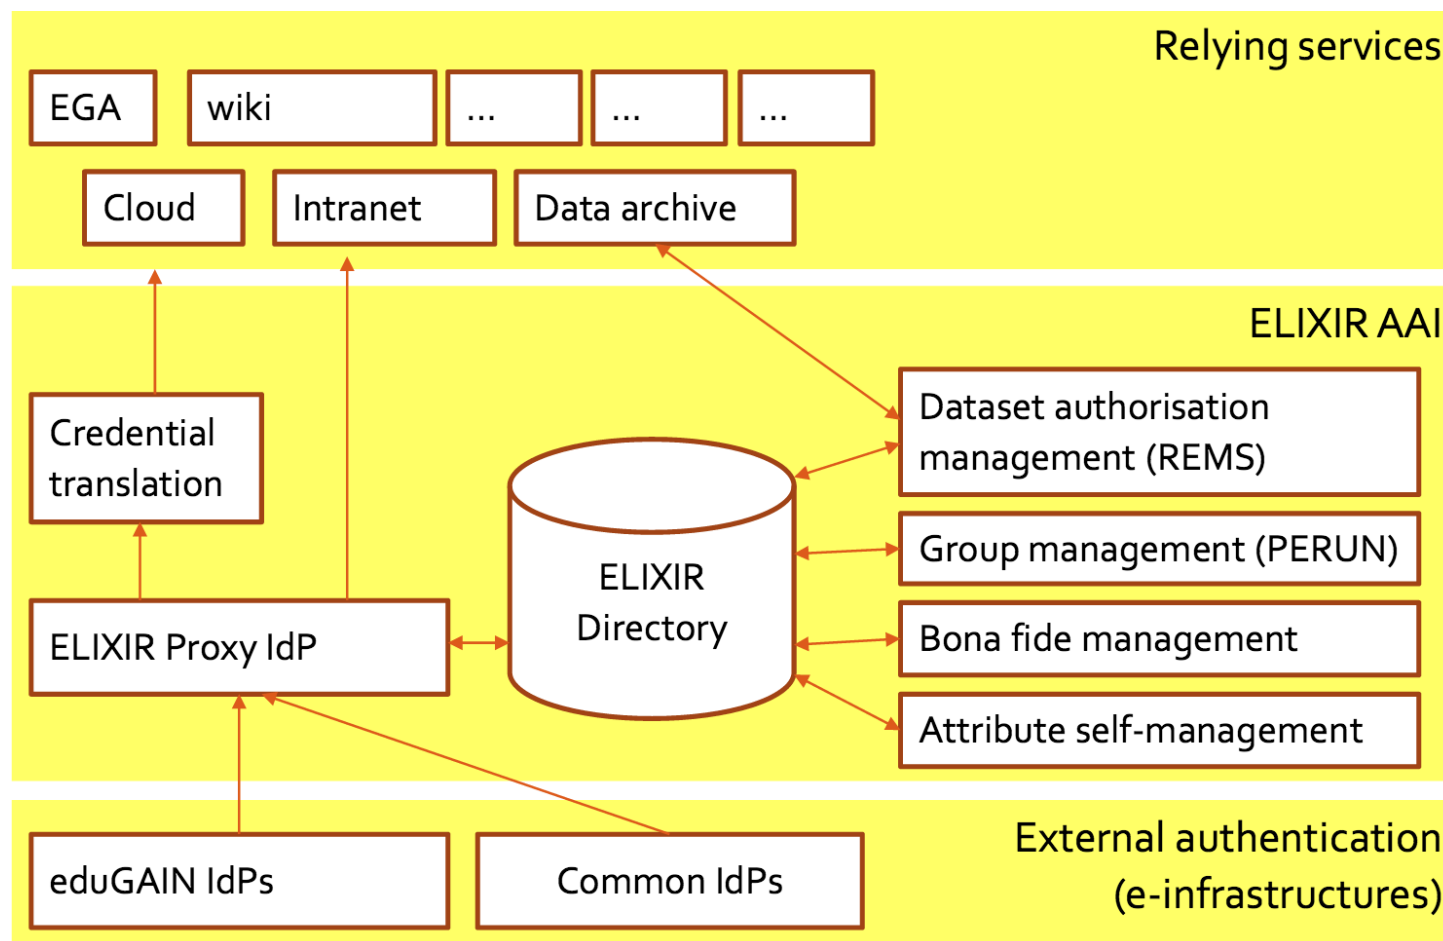 Relying services
EGA
wiki
...
...
...
Cloud
Intranet
Data archive
ELIXIR AAI
Credential
translation
Dataset authorisation
management (REMS)
ELIXIR
Directory
Group management (PERUN)
ELIXIR Proxy IdP
Bona fide management
Attribute self-management
External authentication
(e-infrastructures)
eduGAIN IdPs
Common IdPs